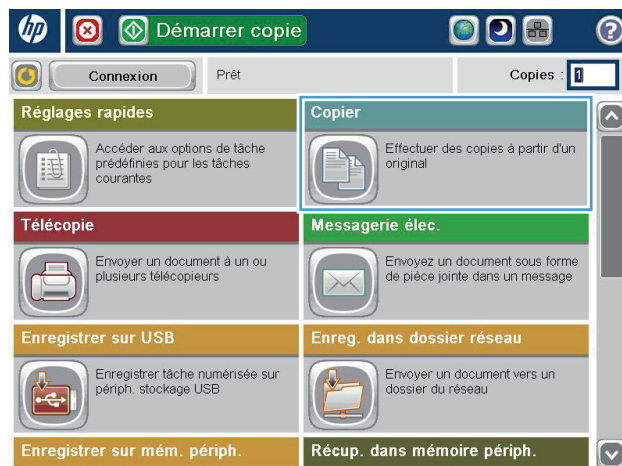 hp
Démarrer copie
?
Connexion
Prêt
Copies :
1
Réglages rapides
Accéder aux options de tâche
prédéfinies pour les tâches
courantes
Copier
Effectuer des copies à partir d'un
original
Télécopie
Envoyer un document à un ou
plusieurs télécopieurs
Messagerie élec.
Envoyez un document sous forme
de pièce jointe dans un message
Enregistrer sur USB
Enregistrer tâche numérisée sur
périph. stockage USB
Enreg. dans dossier réseau
Envoyer un document vers un
dossier du réseau
Enregistrer sur mém. périph.
Récup. dans mémoire périph.